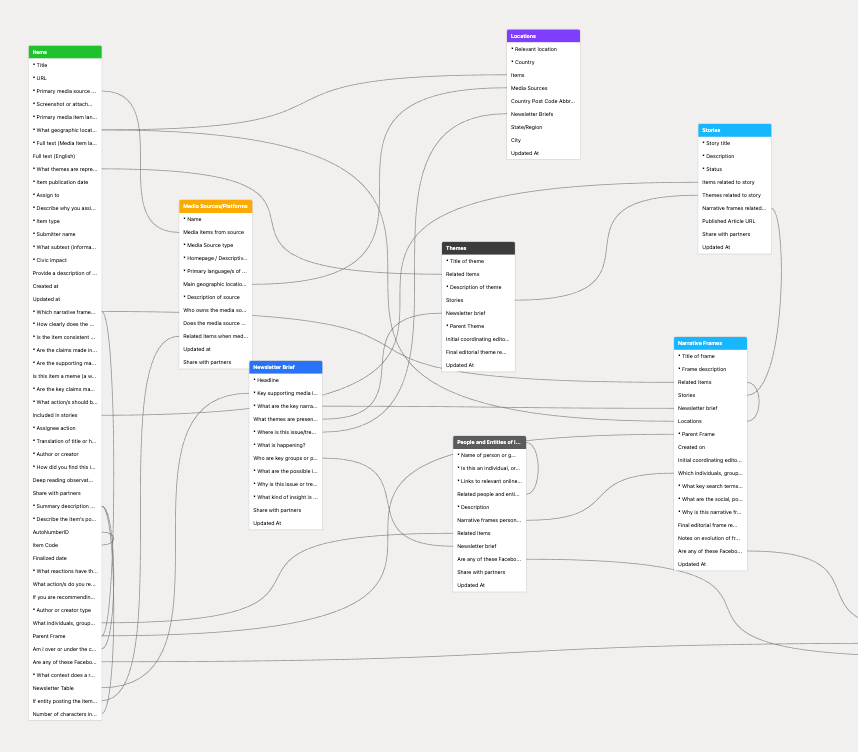 Items
* Title
* URL
* Primary media source ...
* Screenshot or attach...
* Primary media item lan...
* What geographic locat...
* Full text (Media item la...
Full text (English)
* What themes are repre...
* Item publication date
* Assign to
* Describe why you assi...
* Item type
* Submitter name
* What subtext (informa...
* Civic impact
Provide a description of ...
Created at
Updated at
* Which narrative frame...
* How clearly does the ...
* Is the item consistent ...
* Are the claims made in...
* Are the supporting ma...
Is this item a meme (a w...
* Are the key claims ma...
* What action/s should b...
Included in stories
* Assignee action
* Translation of title or h...
* Author or creator
* How did you find this i...
Deep reading observat...
Share with partners
* Summary description ...
* Describe the item's po...
AutoNumberID
Item Code
Finalized date
* What reactions have th...
What action/s do you re...
If you are recommendin...
* Author or creator type
What individuals, group...
Parent Frame
Am I over or under the c...
Are any of these Facebo...
* What context does a r...
Newsletter Table
If entity posting the item...
Number of characters in...
Media Sources/Platforms
* Name
Media items from source
* Media Source type
* Homepage / Descriptiv...
* Primary language/s of ...
Main geographic locatio...
* Description of source
Who owns the media so...
Does the media source ...
Related items when med...
Updated at
Share with partners
Newsletter Brief
* Headline
* Key supporting media i...
* What are the key narra...
What themes are presen...
* Where is this issue/tre...
* What is happening?
Who are key groups or p...
* What are the possible i...
* Why is this issue or tre...
* What kind of insight is ...
Share with partners
Updated At
Locations
* Relevant location
* Country
Items
Media Sources
Country Post Code Abbr...
Newsletter Briefs
State/Region
City
Updated At
Themes
* Title of theme
Related items
* Description of theme
Stories
Newsletter brief
* Parent Theme
Initial coordinating edito...
Final editorial theme re...
Updated At
People and Entities of I...
* Name of person or g...
* Is this an individual, or...
* Links to relevant online...
Related people and enti...
* Description
Narrative frames person...
Related items
Newsletter brief
Are any of these Facebo...
Share with partners
Updated At
Stories
* Story title
* Description
* Status
Items related to story
Themes related to story
Narrative frames related...
Published Article URL
Share with partners
Updated At
Narrative Frames
* Title of frame
* Frame description
Related items
Stories
Newsletter brief
Locations
* Parent Frame
Created on
Initial coordinating edito...
Which individuals, group...
* What key search terms...
* What are the social, po...
* Why is this narrative fr...
Final editorial frame re...
Notes on evolution of fr...
Are any of these Facebo...
Updated At